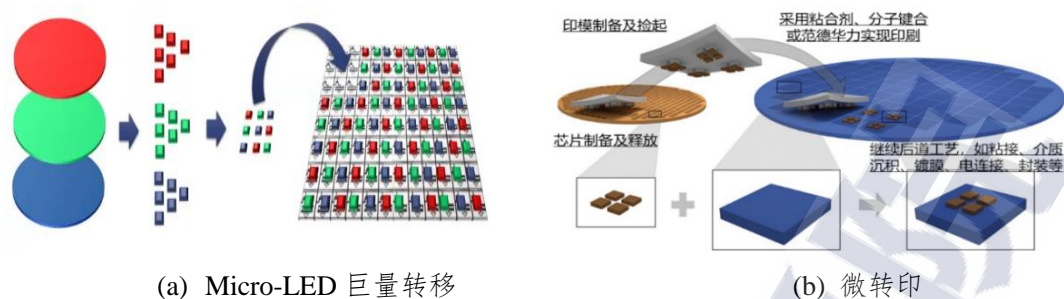 印模制备及捡起
采用粘合剂、分子键合
或范德华力实现印刷
芯片制备及释放
继续后道工艺，如粘接、介质
沉积、镀膜、电连接、封装等
(a) Micro-LED 巨量转移
(b) 微转印